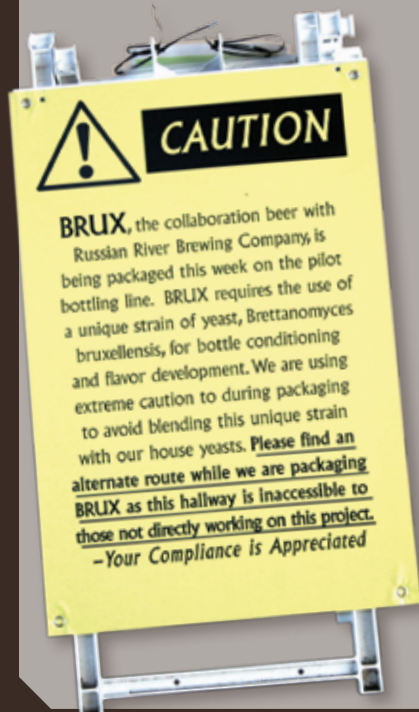 CAUTION
BRUX, the collaboration beer with
Russian River Brewing Company, is
being packaged this week on the pilot
bottling line. BRUX requires the use of
a unique strain of yeast, Brettanomyces
bruxellensis, for bottle conditioning
and flavor development. We are using
extreme caution to during packaging
to avoid blending this unique strain
with our house yeasts. Please find an
alternate route while we are packaging
BRUX as this hallway is inaccessible to
those not directly working on this project.
–Your Compliance is Appreciated